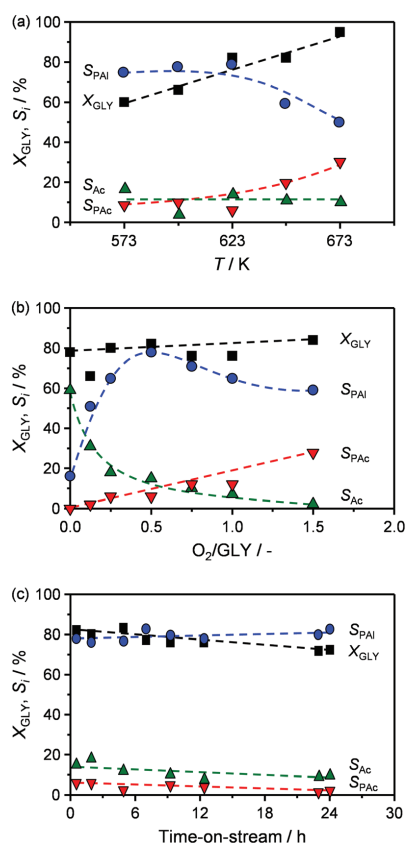 (a)
100
80
60
40
20
0
X_GLY, S_i / %
S_PAl
X_GLY
S_Ac
S_PAc
573 623 673
T / K
(b)
100
80
60
40
20
0
X_GLY, S_i / %
X_GLY
S_PAl
S_PAc
S_Ac
0.0 0.5 1.0 1.5 2.0
O₂/GLY / -
(c)
100
80
60
40
20
0
X_GLY, S_i / %
S_PAl
X_GLY
S_Ac
S_PAc
0 6 12 18 24 30
Time-on-stream / h